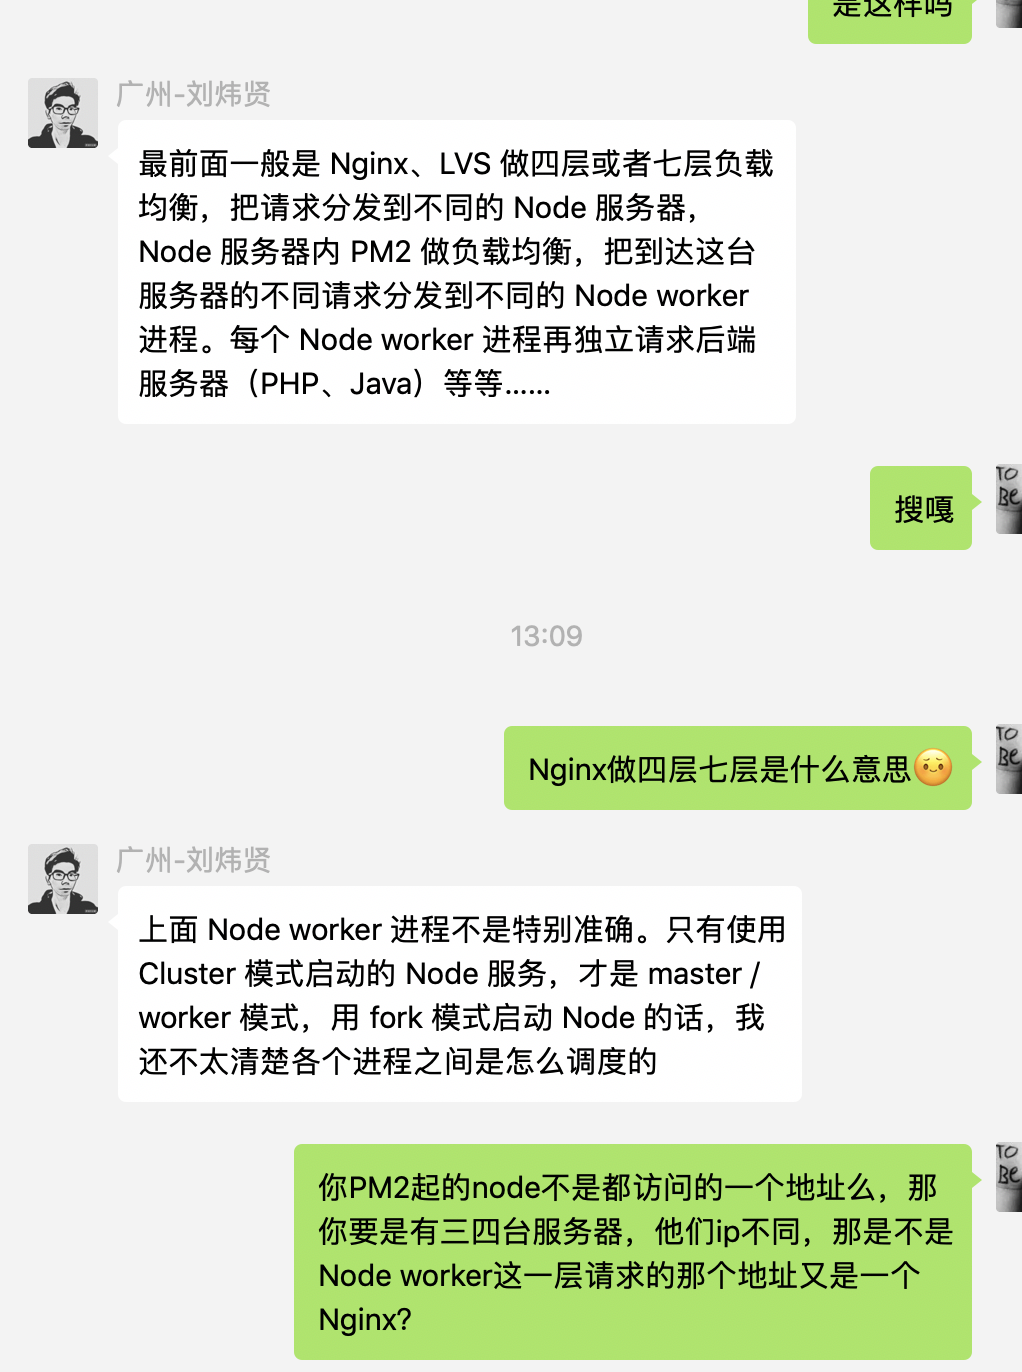 是这样吗
广州-刘炜贤
最前面一般是 Nginx、LVS 做四层或者七层负载
均衡，把请求分发到不同的 Node 服务器，
Node 服务器内 PM2 做负载均衡，把到达这台
服务器的不同请求分发到不同的 Node worker
进程。每个 Node worker 进程再独立请求后端
服务器（PHP、Java）等等......
TO
BE
搜嘎
13:09
TO
BE
Nginx做四层七层是什么意思
广州-刘炜贤
上面 Node worker 进程不是特别准确。只有使用
Cluster 模式启动的 Node 服务，才是 master /
worker 模式，用 fork 模式启动 Node 的话，我
还不太清楚各个进程之间是怎么调度的
TO
BE
你PM2起的node不是都访问的一个地址么，那
你要是有三四台服务器，他们ip不同，那是不是
Node worker这一层请求的那个地址又是一个
Nginx?